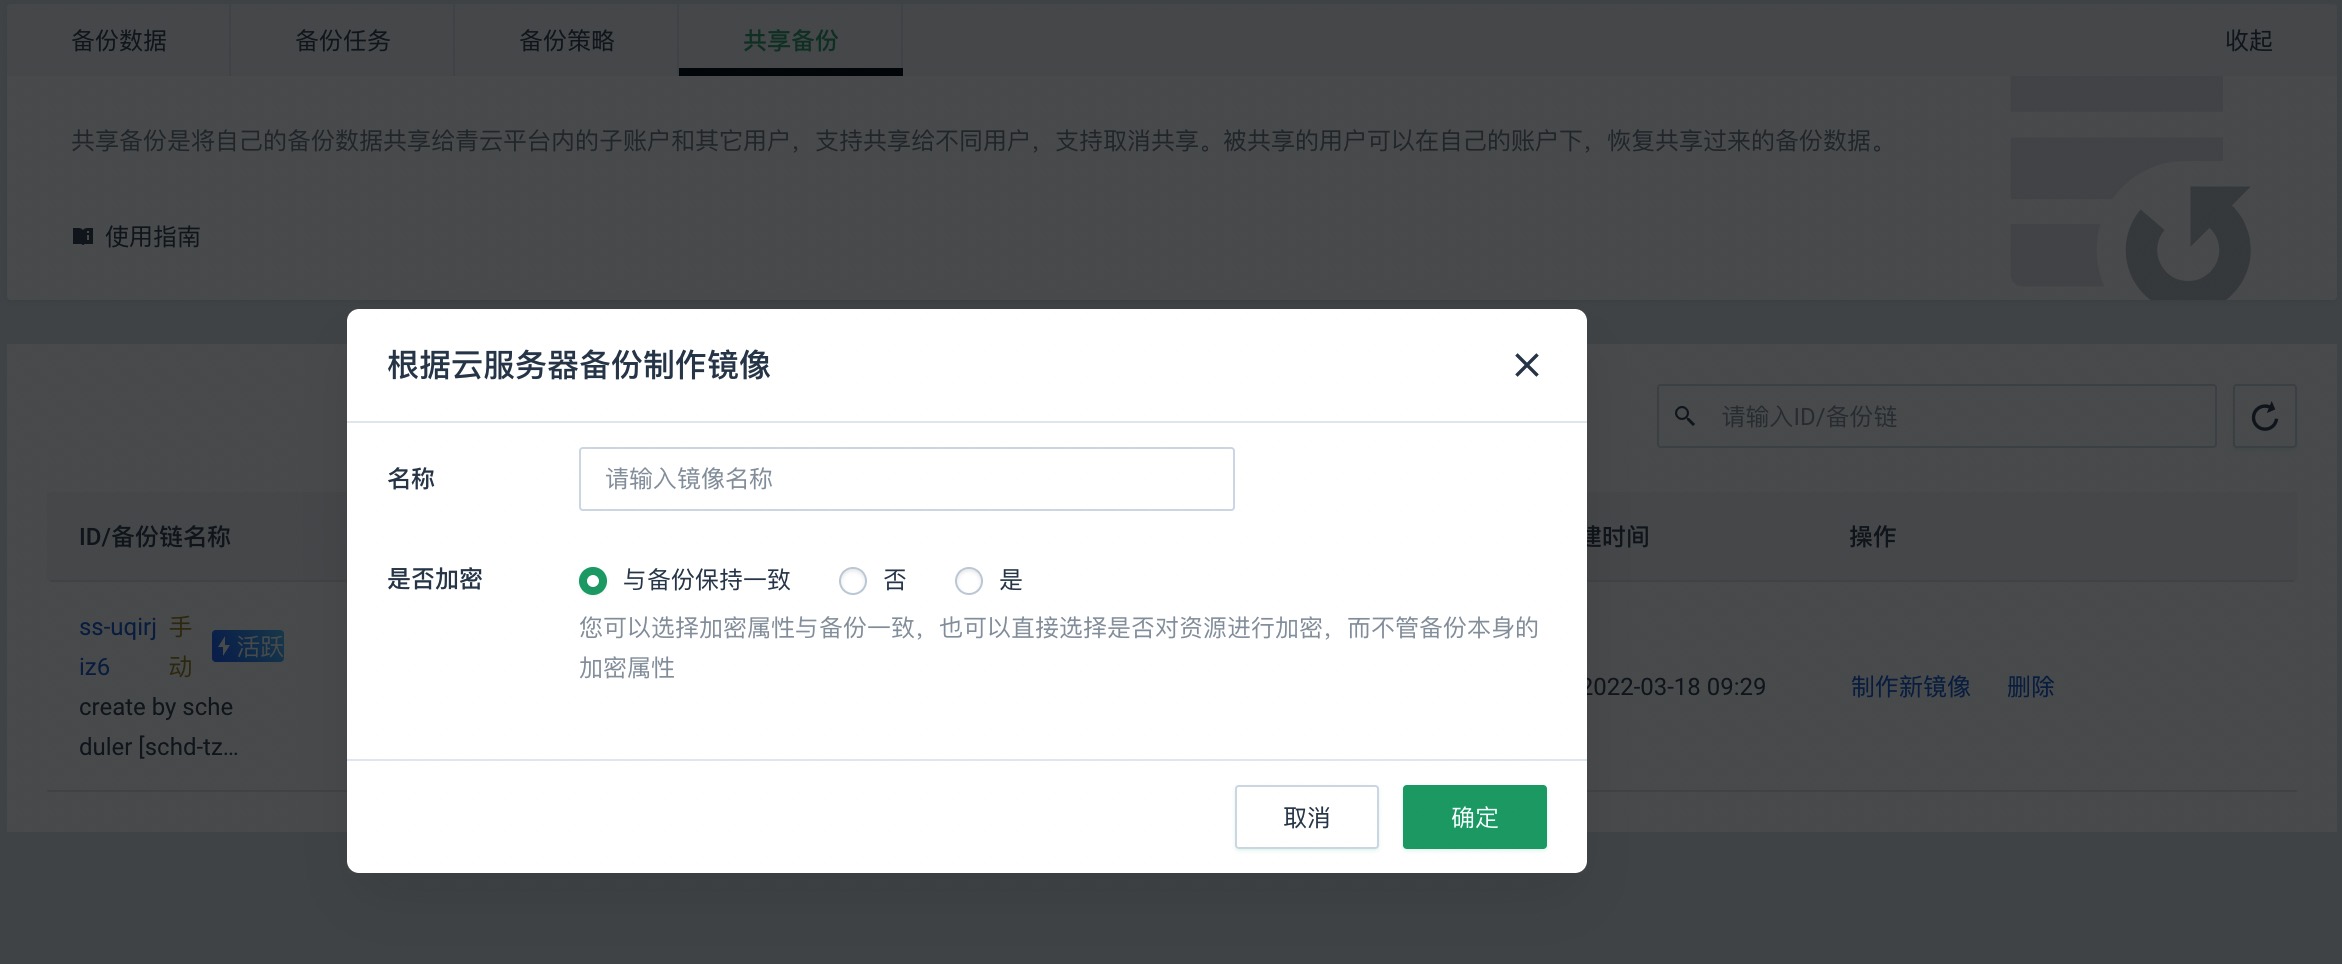 备份数据
备份任务
备份策略
共享备份
收起
共享备份是将自己的备份数据共享给青云平台内的子账户和其它用户，支持共享给不同用户，支持取消共享。被共享的用户可以在自己的账户下，恢复共享过来的备份数据。
使用指南
根据云服务器备份制作镜像
请输入ID/备份链
名称
请输入镜像名称
ID/备份链名称
建时间
操作
是否加密
与备份保持一致
否
是
您可以选择加密属性与备份一致，也可以直接选择是否对资源进行加密，而不管备份本身的
加密属性
ss-uqirj
iz6
手
动
活跃
create by sche
duler [schd-tz...
2022-03-18 09:29
制作新镜像
删除
取消
确定